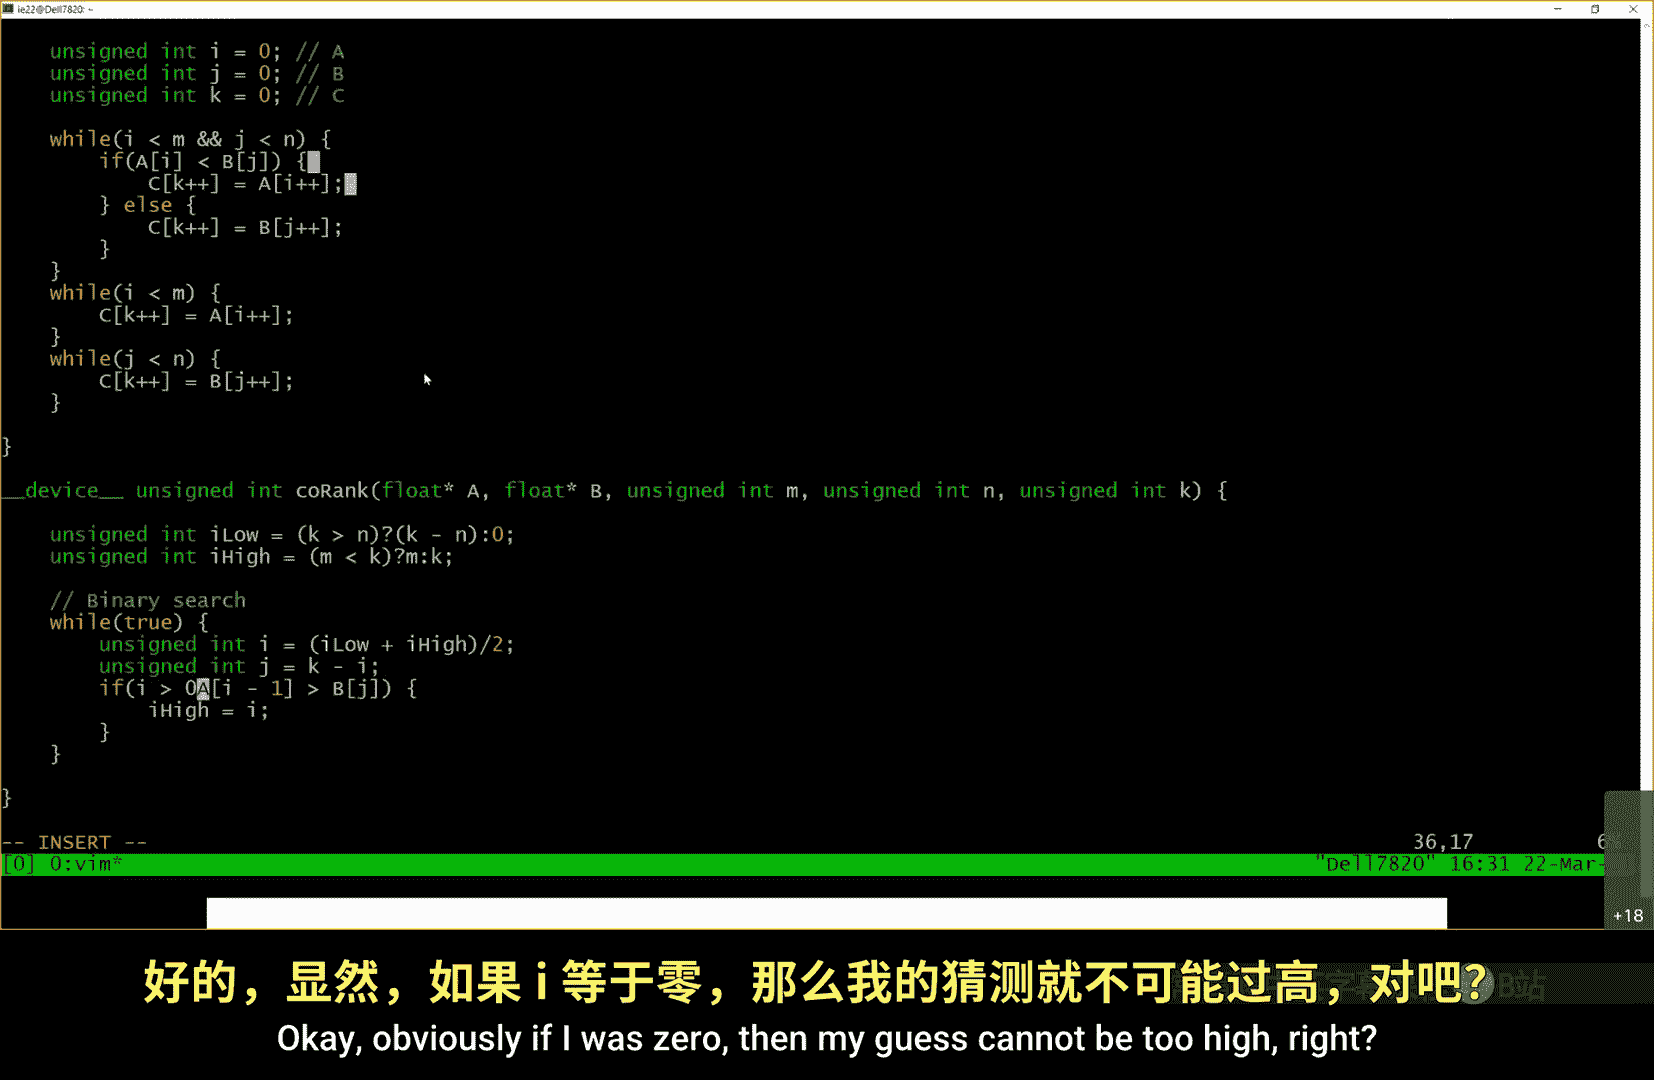 ie22@Dell7820: ~
unsigned int i = 0; // A
unsigned int j = 0; // B
unsigned int k = 0; // C
while(i < m && j < n) {
if(A[i] < B[j]) {
C[k++] = A[i++];
} else {
C[k++] = B[j++];
}
}
while(i < m) {
C[k++] = A[i++];
}
while(j < n) {
C[k++] = B[j++];
}
}
__device__ unsigned int coRank(float* A, float* B, unsigned int m, unsigned int n, unsigned int k) {
unsigned int iLow = (k > n)?(k - n):0;
unsigned int iHigh = (m < k)?m:k;
// Binary search
while(true) {
unsigned int i = (iLow + iHigh)/2;
unsigned int j = k - i;
if(i > 0A[i - 1] > B[j]) {
iHigh = i;
}
}
}
-- INSERT -- 36,17 6
[0] 0:vim* "Dell7820" 16:31 22-Mar-
+18
好的，显然，如果 i 等于零，那么我的猜测就不可能过高，对吧？
B站
Okay, obviously if I was zero, then my guess cannot be too high, right?